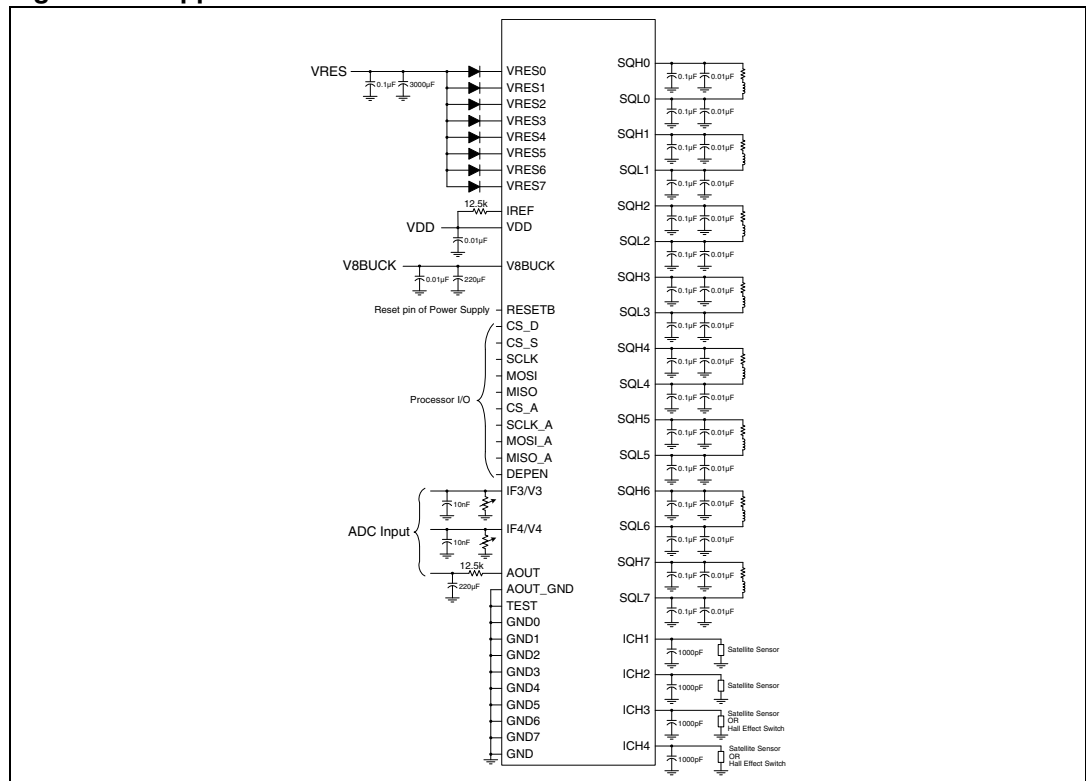 VRES
0.1µF
3000µF
VRES0
VRES1
VRES2
VRES3
VRES4
VRES5
VRES6
VRES7
12.5k
IREF
VDD
VDD
0.01µF
V8BUCK
V8BUCK
0.01µF
220µF
Reset pin of Power Supply
RESETB
Processor I/O
CS_D
CS_S
SCLK
MOSI
MISO
CS_A
SCLK_A
MOSI_A
MISO_A
DEPEN
ADC Input
IF3/V3
10nF
IF4/V4
10nF
12.5k
AOUT
220µF
AOUT_GND
TEST
GND0
GND1
GND2
GND3
GND4
GND5
GND6
GND7
GND
SQH0
0.1µF
0.01µF
SQL0
0.1µF
0.01µF
SQH1
0.1µF
0.01µF
SQL1
0.1µF
0.01µF
SQH2
0.1µF
0.01µF
SQL2
0.1µF
0.01µF
SQH3
0.1µF
0.01µF
SQL3
0.1µF
0.01µF
SQH4
0.1µF
0.01µF
SQL4
0.1µF
0.01µF
SQH5
0.1µF
0.01µF
SQL5
0.1µF
0.01µF
SQH6
0.1µF
0.01µF
SQL6
0.1µF
0.01µF
SQH7
0.1µF
0.01µF
SQL7
0.1µF
0.01µF
ICH1
1000pF
Satellite Sensor
ICH2
1000pF
Satellite Sensor
ICH3
1000pF
Satellite Sensor
OR
Hall Effect Switch
ICH4
1000pF
Satellite Sensor
OR
Hall Effect Switch